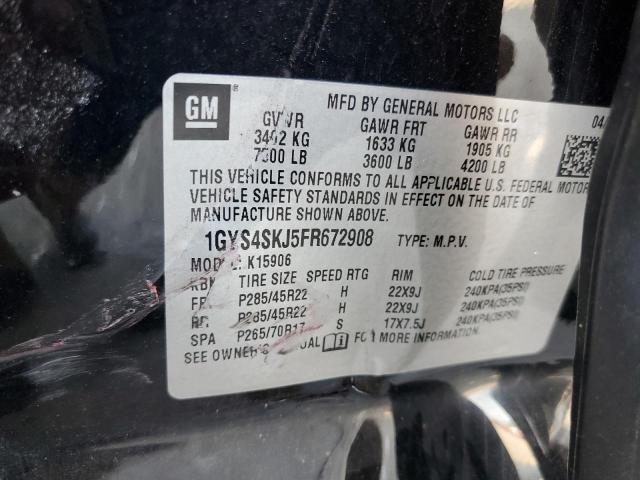 GM
MFD BY GENERAL MOTORS LLC
04
GVWR GAWR FRT GAWR RR
3402 KG 1633 KG 1905 KG
7500 LB 3600 LB 4200 LB
THIS VEHICLE CONFORMS TO ALL APPLICABLE U.S. FEDERAL MOTOR
VEHICLE SAFETY STANDARDS IN EFFECT ON THE DATE OF
MANUFACTURE SHOWN ABOVE.
1GYS4SKJ5FR672908 TYPE: M.P.V.
MODEL: K15906
TIRE SIZE SPEED RTG RIM COLD TIRE PRESSURE
P285/45R22 H 22X9J 240KPA(35PSI)
P285/45R22 H 22X9J 240KPA(35PSI)
SPA P265/70R17 S 17X7.5J 240KPA(35PSI)
SEE OWNER'S MANUAL FOR MORE INFORMATION.